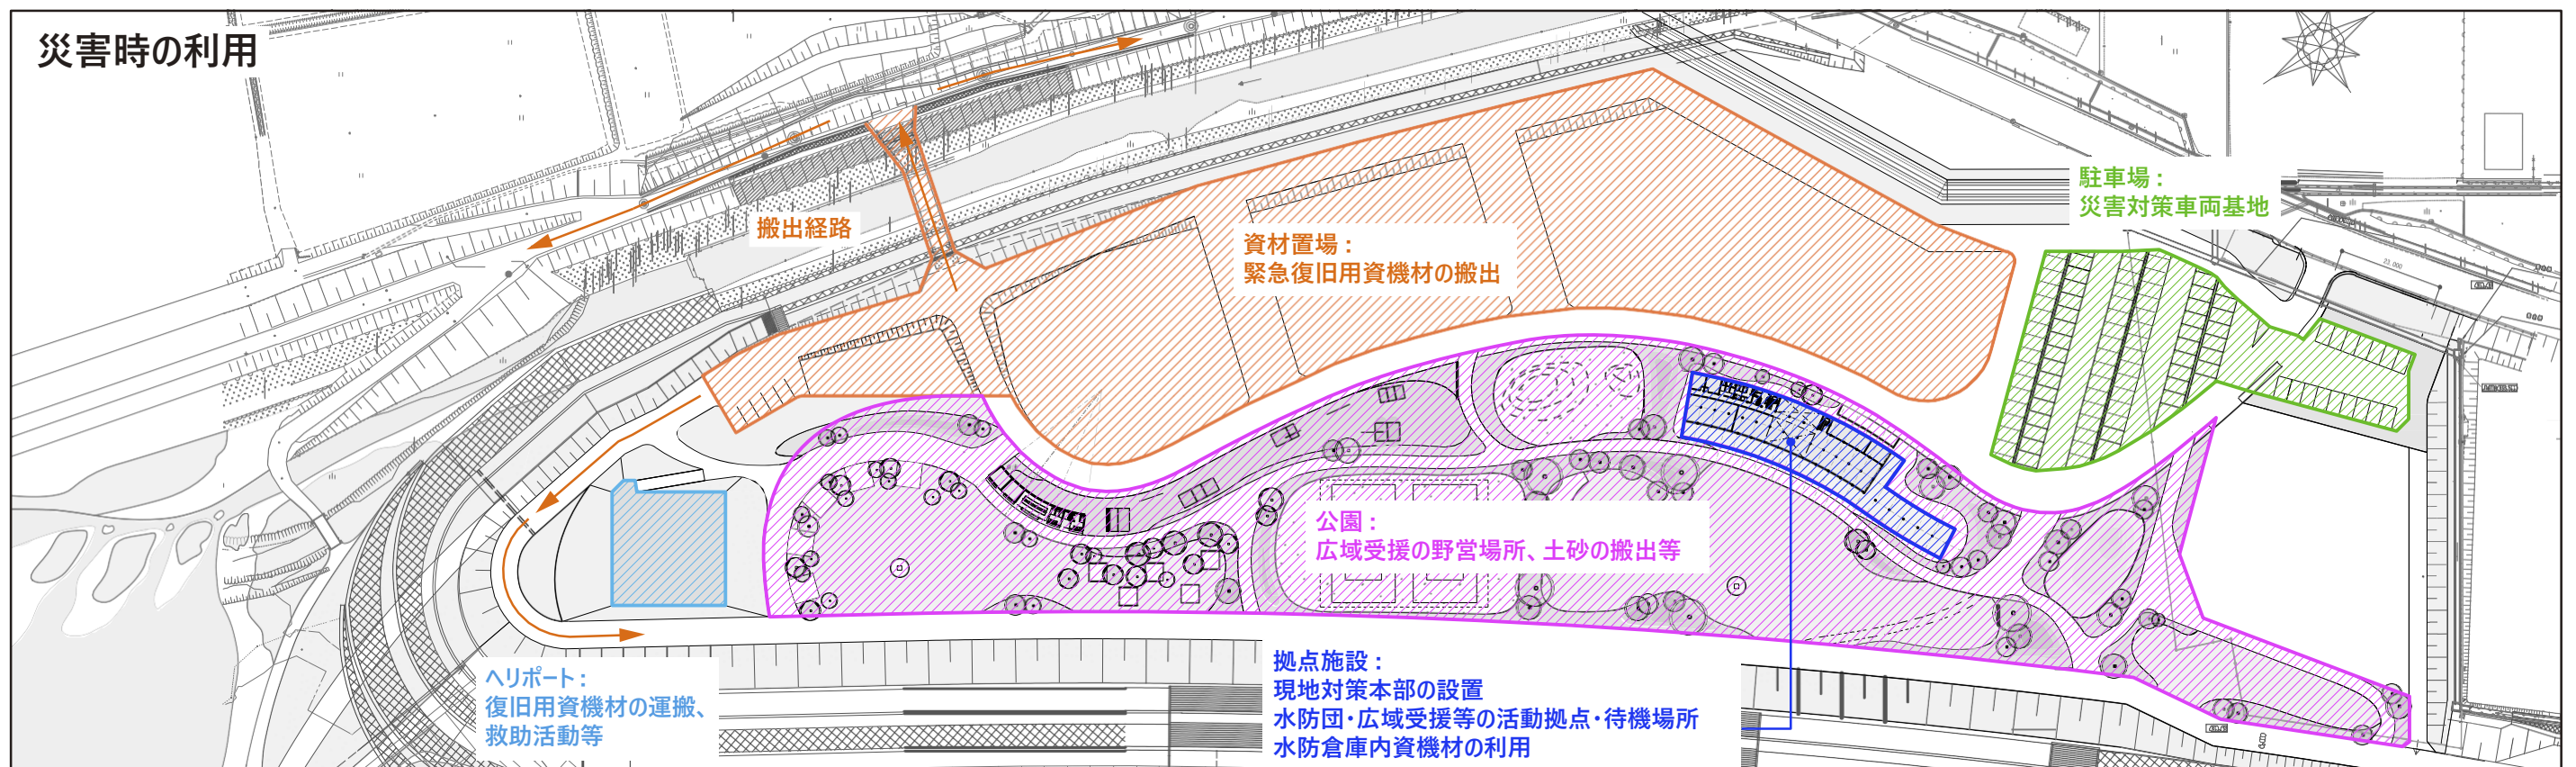 災害時の利用
搬出経路
資材置場：
緊急復旧用資機材の搬出
駐車場：
災害対策車両基地
公園：
広域受援の野営場所、土砂の搬出等
ヘリポート：
復旧用資機材の運搬、
救助活動等
拠点施設：
現地対策本部の設置
水防団・広域受援等の活動拠点・待機場所
水防倉庫内資機材の利用